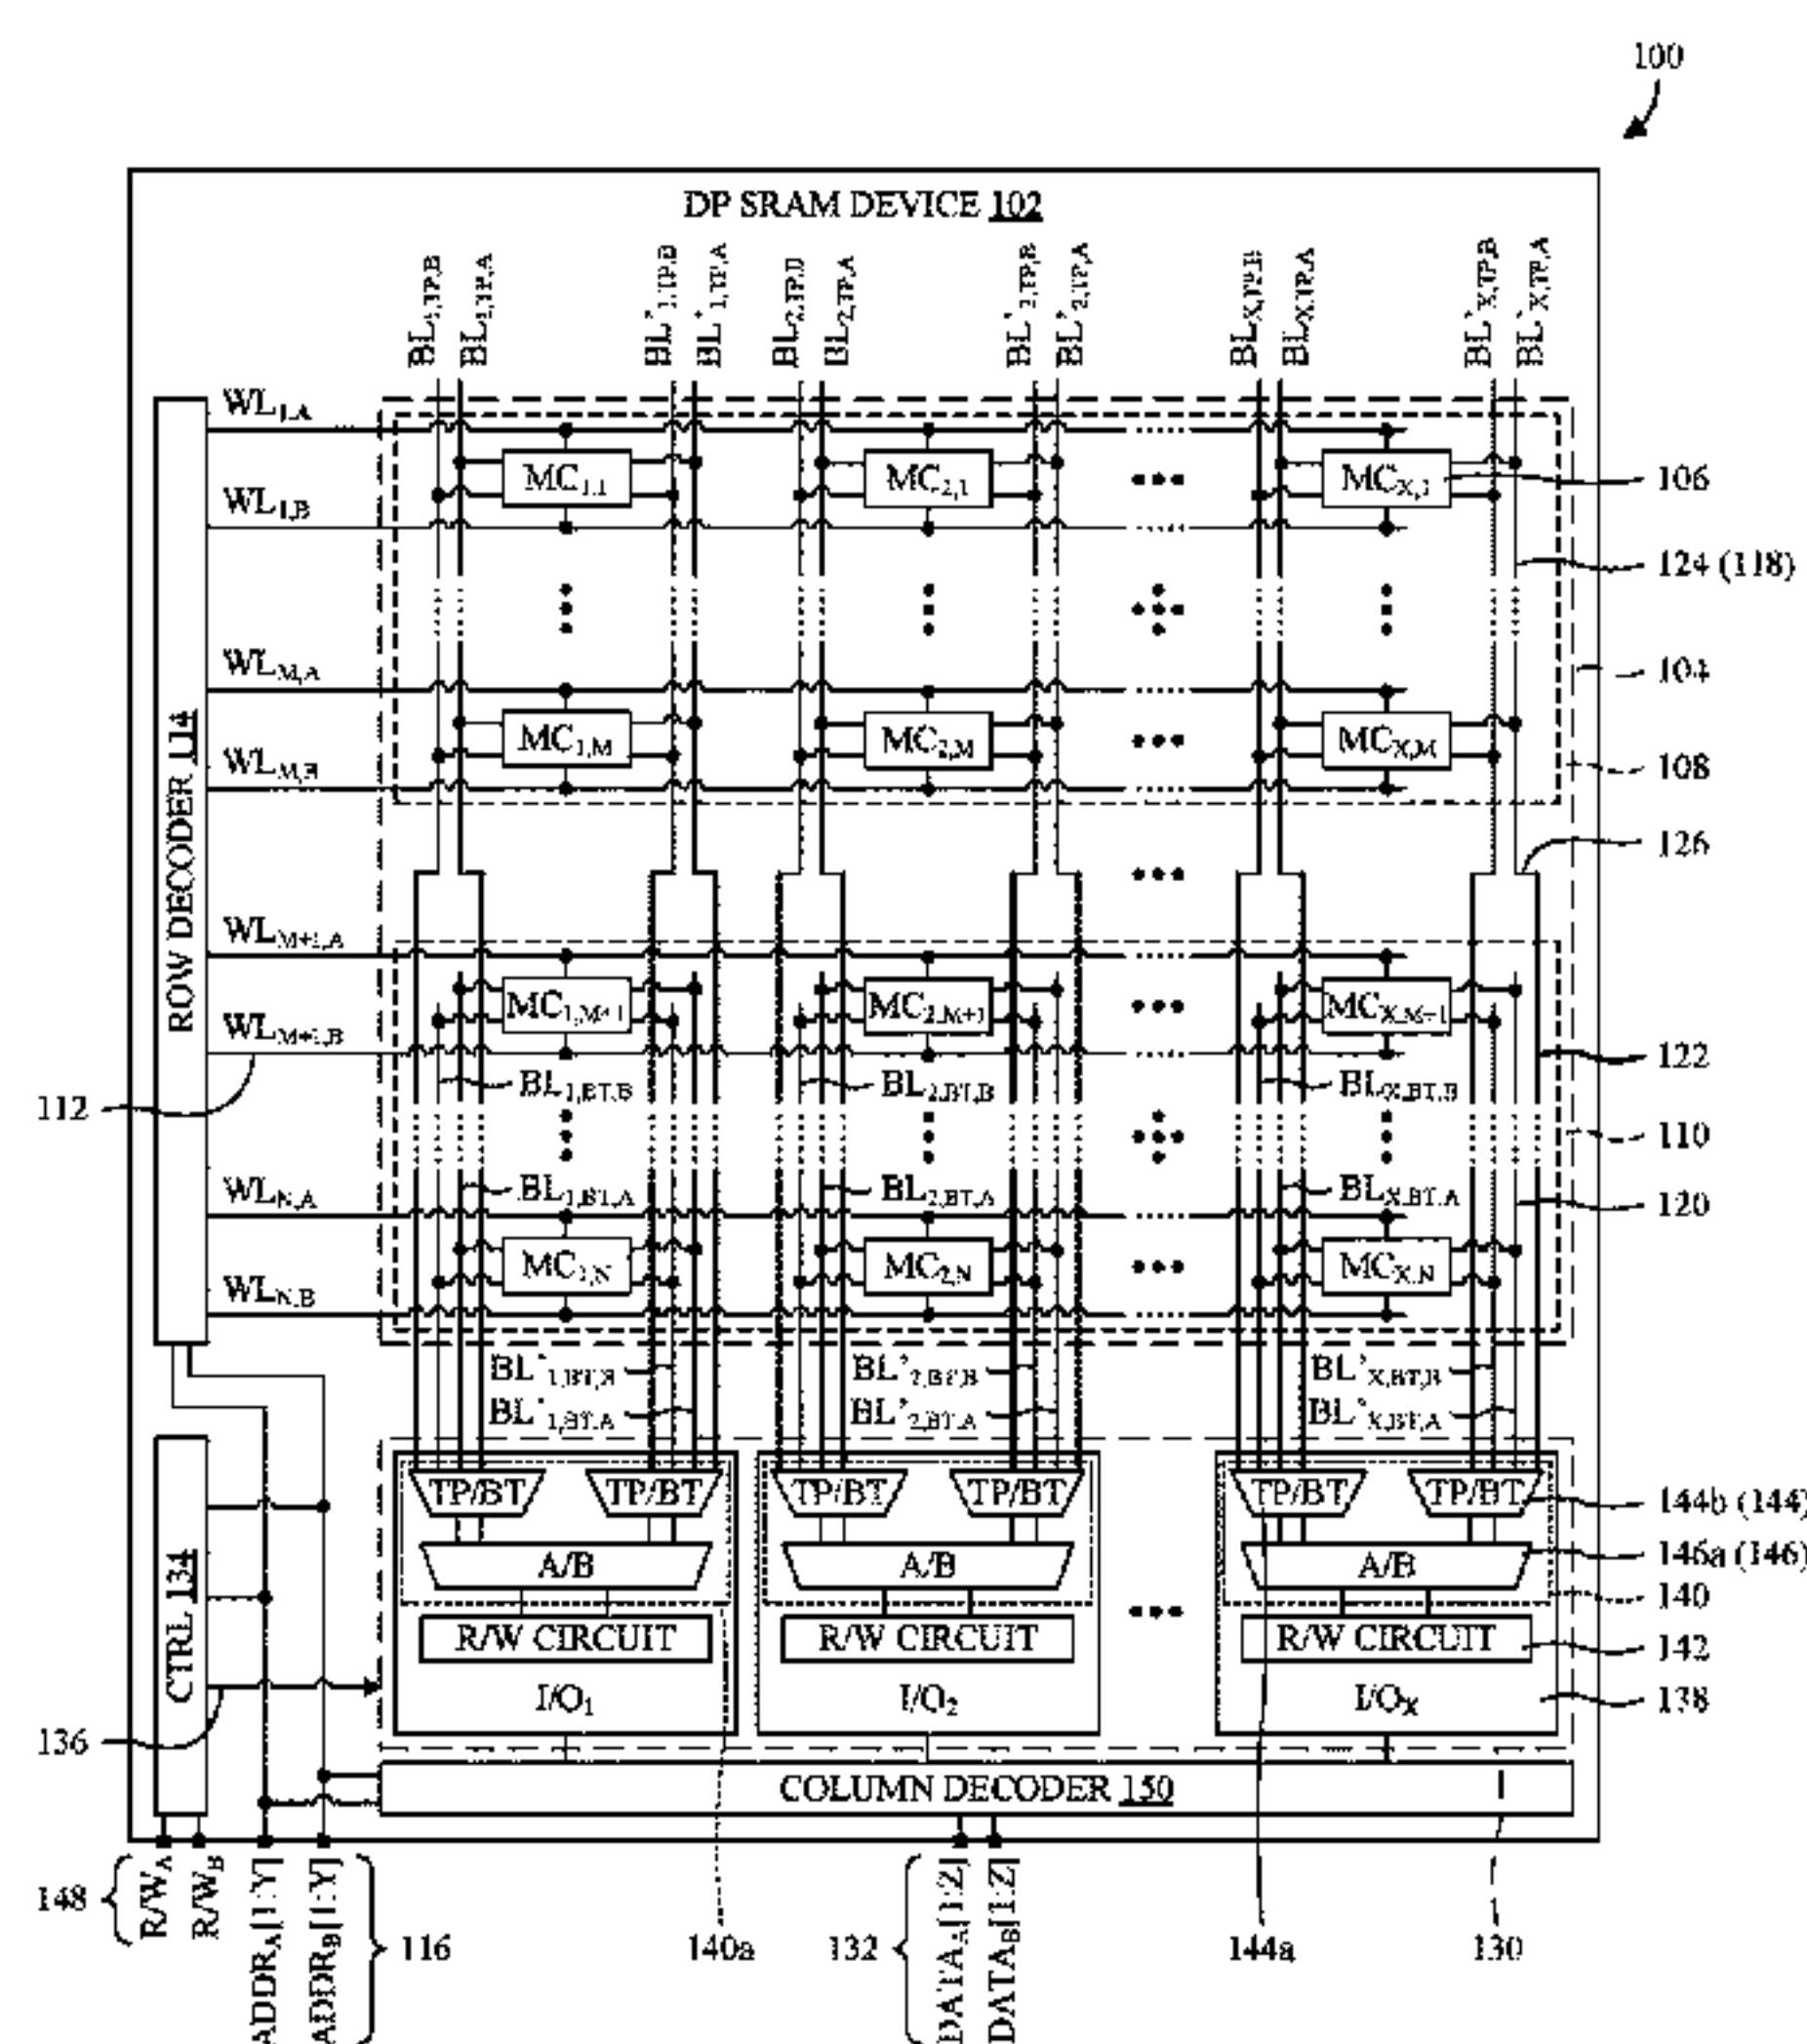 100
DP SRAM DEVICE 102
BL1,TP,B BL1,TP,A BL'1,TP,B BL'1,TP,A BL2,TP,B BL2,TP,A BL'2,TP,B BL'2,TP,A BLX,TP,B BLX,TP,A BL'X,TP,B BL'X,TP,A
WL1,A
MC1,1 MC2,1 MCX,1 106
WL1,B
124 (118)
WLM,A 104
MC1,M MC2,M MCX,M
WLM,B 108
ROW DECODER 114
126
WLM+1,A
MC1,M+1 MC2,M+1 MCX,M+1
WLM+1,B 122
BL1,BT,B BL2,BT,B BLX,BT,B
112
110
WLN,A BL1,BT,A BL2,BT,A BLX,BT,A 120
MC1,N MC2,N MCX,N
WLN,B
BL'1,BT,B BL'2,BT,B BL'X,BT,B
BL'1,BT,A BL'2,BT,A BL'X,BT,A
TP/BT TP/BT TP/BT TP/BT TP/BT TP/BT 144b (144)
A/B A/B A/B 146a (146)
140
CTRL 134
R/W CIRCUIT R/W CIRCUIT R/W CIRCUIT 142
I/O1 I/O2 I/OX 138
136
COLUMN DECODER 150
148 R/WA R/WB ADDRA[1:Y] ADDRB[1:Y] 116 140a 132 DATAA[1:Z] DATAB[1:Z] 144a 130